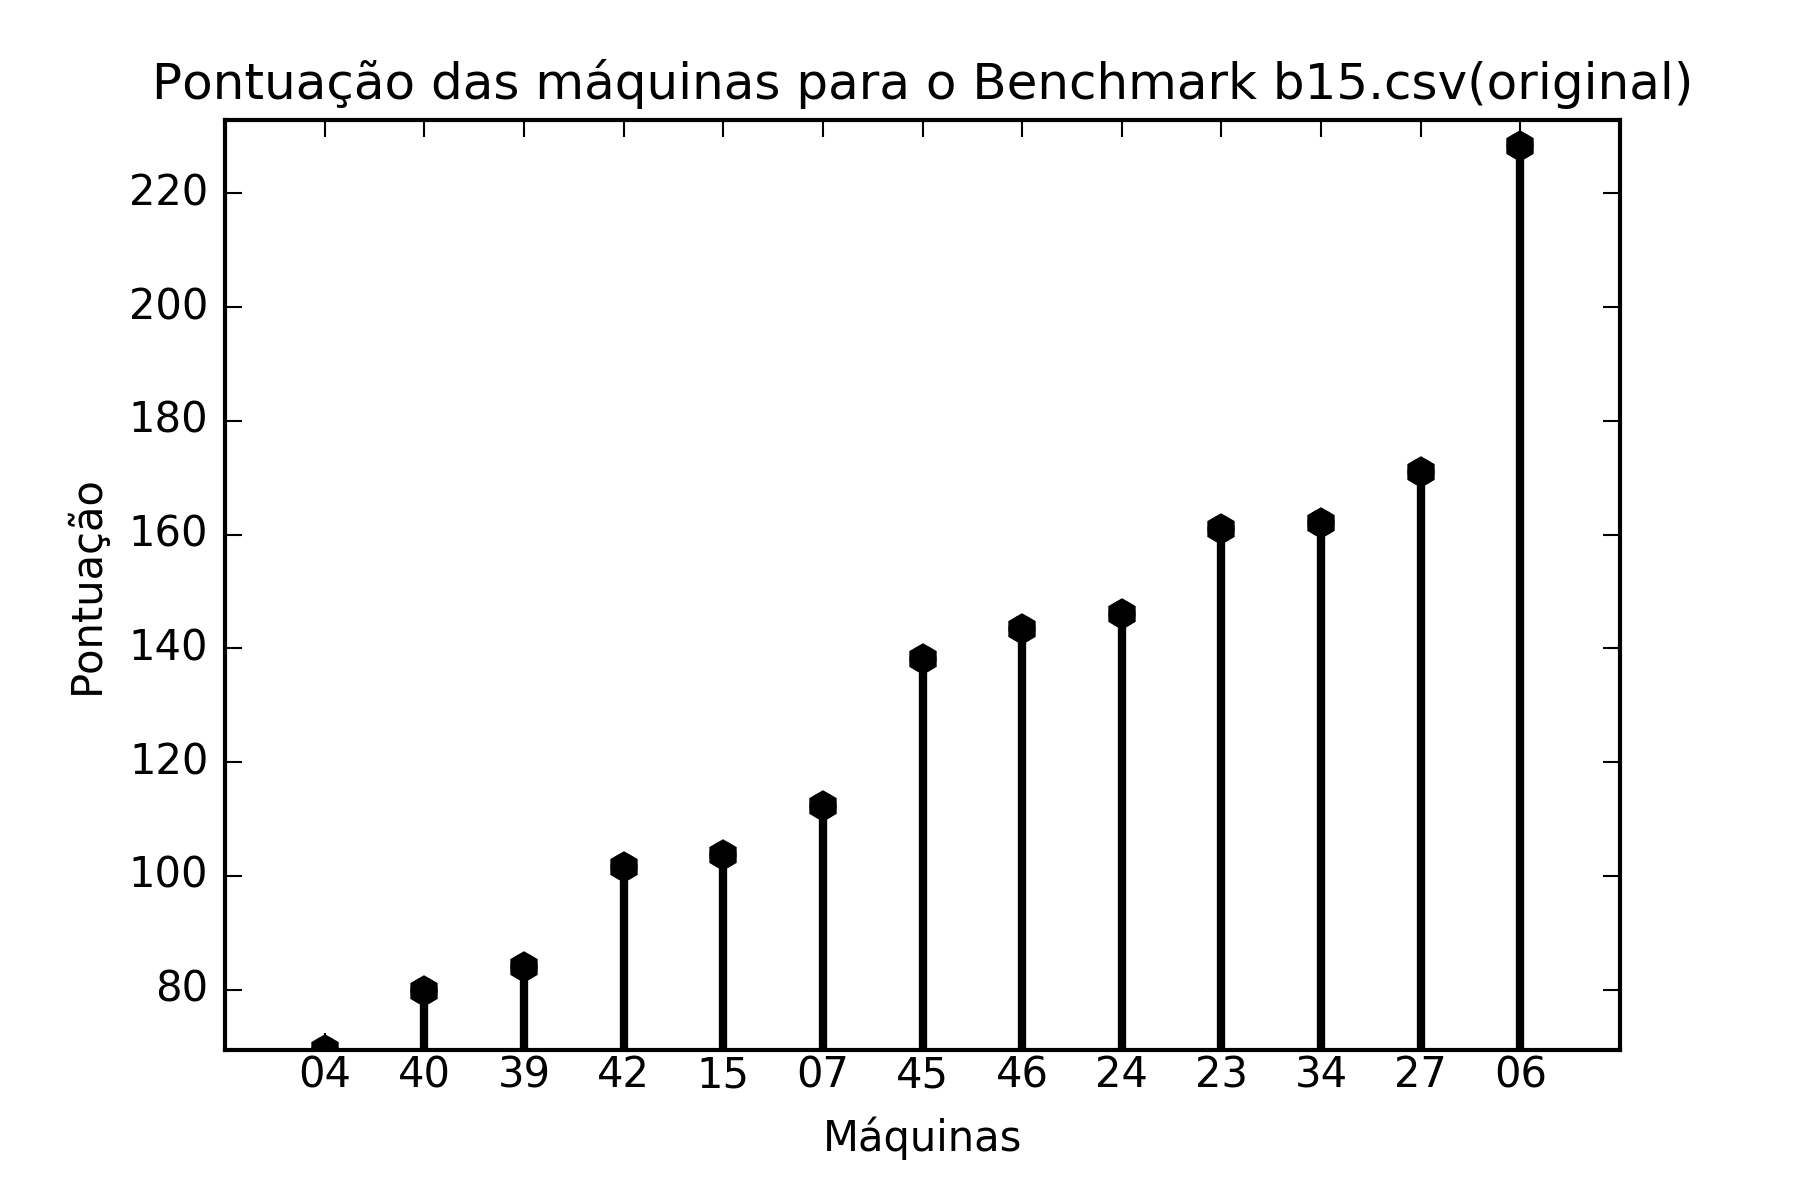 Pontuação das máquinas para o Benchmark b15.csv(original)
220
200
180
160
140
120
100
80
Pontuação
04 40 39 42 15 07 45 46 24 23 34 27 06
Máquinas